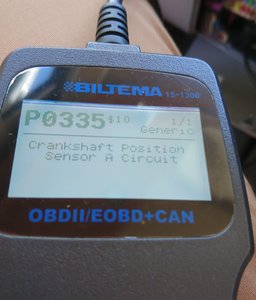 BILTEMA 15-1300
P0335 $10 1/1
Generic
Crankshaft Position
Sensor A Circuit
OBDII/EOBD+CAN